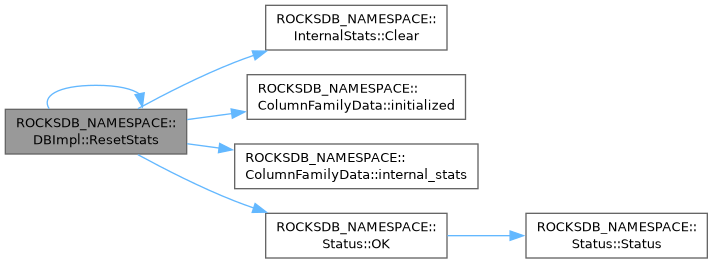 ROCKSDB_NAMESPACE::
DBImpl::ResetStats
ROCKSDB_NAMESPACE::
InternalStats::Clear
ROCKSDB_NAMESPACE::
ColumnFamilyData::initialized
ROCKSDB_NAMESPACE::
ColumnFamilyData::internal_stats
ROCKSDB_NAMESPACE::
Status::OK
ROCKSDB_NAMESPACE::
Status::Status